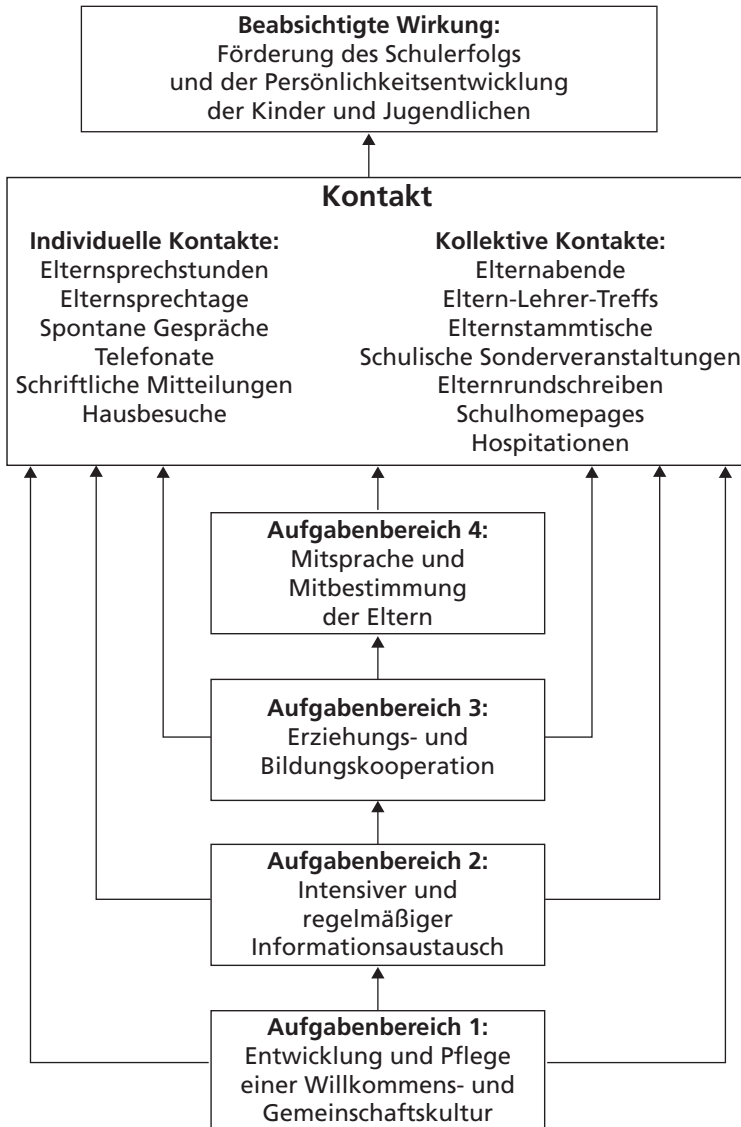 Beabsichtigte Wirkung:
Förderung des Schulerfolgs
und der Persönlichkeitsentwicklung
der Kinder und Jugendlichen
Kontakt
Individuelle Kontakte:
Elternsprechstunden
Elternsprechtage
Spontane Gespräche
Telefonate
Schriftliche Mitteilungen
Hausbesuche
Kollektive Kontakte:
Elternabende
Eltern-Lehrer-Treffs
Elternstammtische
Schulische Sonderveranstaltungen
Elternrundschreiben
Schulhomepages
Hospitationen
Aufgabenbereich 4:
Mitsprache und
Mitbestimmung
der Eltern
Aufgabenbereich 3:
Erziehungs- und
Bildungskooperation
Aufgabenbereich 2:
Intensiver und
regelmäßiger
Informationsaustausch
Aufgabenbereich 1:
Entwicklung und Pflege
einer Willkommens- und
Gemeinschaftskultur